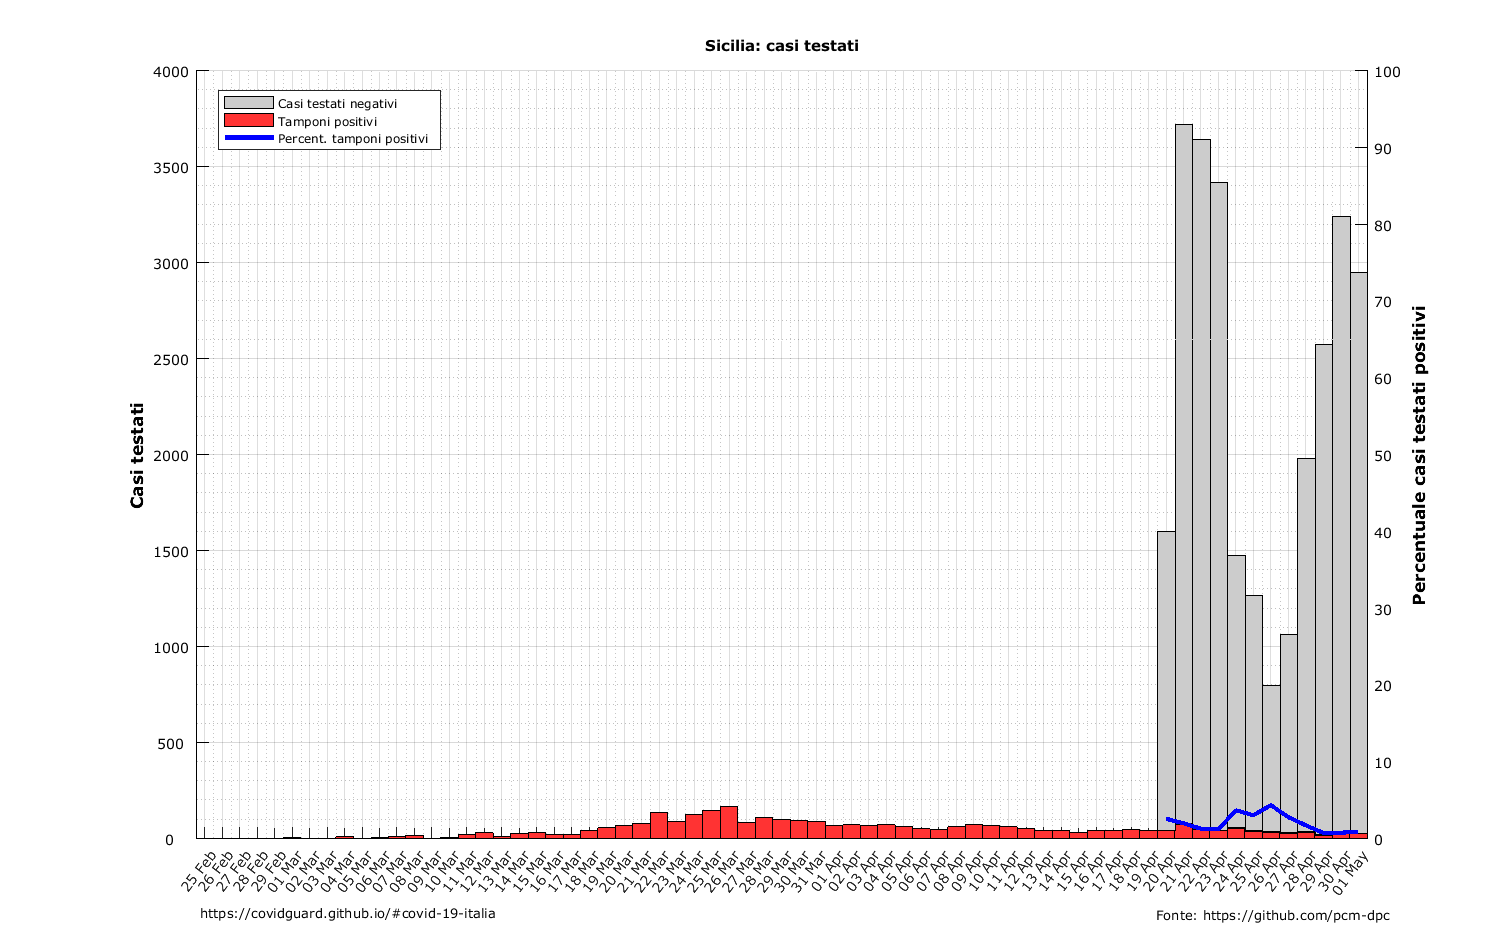 Sicilia: casi testati
Casi testati negativi
Tamponi positivi
Percent. tamponi positivi
Casi testati
4000
3500
3000
2500
2000
1500
1000
500
0
100
90
80
70
60
50
40
30
20
10
0
Percentuale casi testati positivi
25 Feb
26 Feb
27 Feb
28 Feb
29 Feb
01 Mar
02 Mar
03 Mar
04 Mar
05 Mar
06 Mar
07 Mar
08 Mar
09 Mar
10 Mar
11 Mar
12 Mar
13 Mar
14 Mar
15 Mar
16 Mar
17 Mar
18 Mar
19 Mar
20 Mar
21 Mar
22 Mar
23 Mar
24 Mar
25 Mar
26 Mar
27 Mar
28 Mar
29 Mar
30 Mar
31 Mar
01 Apr
02 Apr
03 Apr
04 Apr
05 Apr
06 Apr
07 Apr
08 Apr
09 Apr
10 Apr
11 Apr
12 Apr
13 Apr
14 Apr
15 Apr
16 Apr
17 Apr
18 Apr
19 Apr
20 Apr
21 Apr
22 Apr
23 Apr
24 Apr
25 Apr
26 Apr
27 Apr
28 Apr
29 Apr
30 Apr
01 May
https://covidguard.github.io/#covid-19-italia
Fonte: https://github.com/pcm-dpc